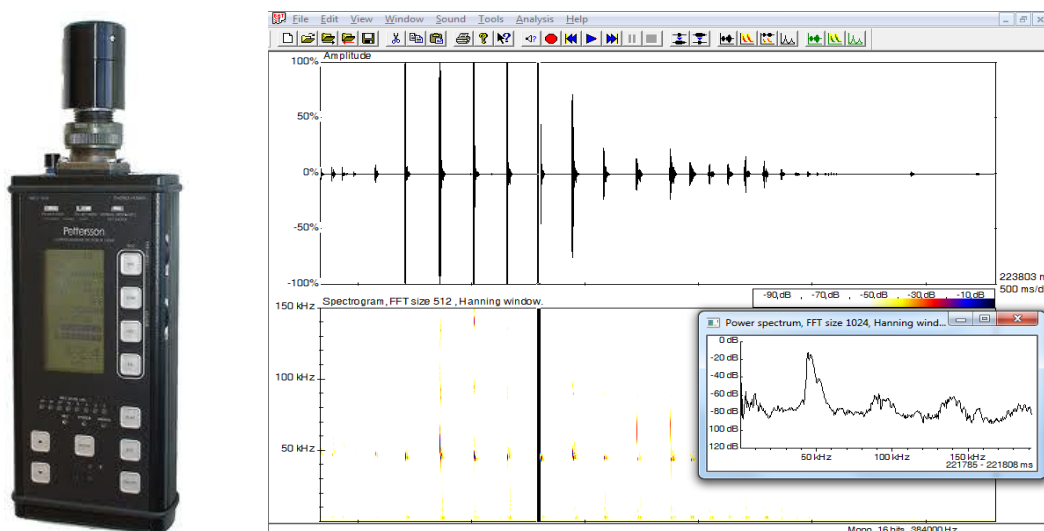 Pettersson
File Edit View Window Sound Tools Analysis Help
Amplitude
100%
50%
0%
-50%
-100%
223803 m
500 ms/d
Spectrogram, FFT size 512 , Hanning window.
-90 dB , -70 dB , -50 dB , -30 dB , -10 dB
150 kHz
100 kHz
50 kHz
Power spectrum, FFT size 1024, Hanning wind...
0 dB
-20 dB
-40 dB
-60 dB
-80 dB
100 dB
120 dB
50 kHz
100 kHz
150 kHz
221785 - 221808 ms
Mono, 16 bits, 384000 Hz